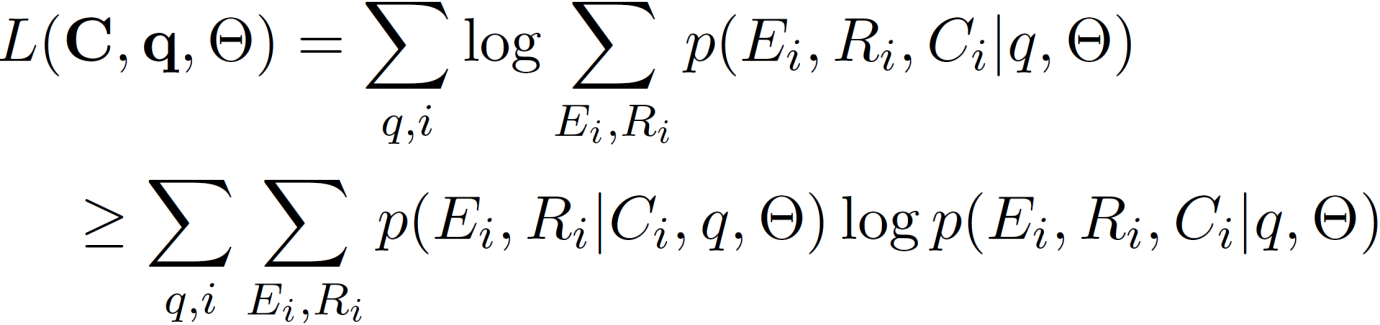 L(C, q, Θ) = ∑_{q,i} log ∑_{E_i,R_i} p(E_i, R_i, C_i|q, Θ)
≥ ∑_{q,i} ∑_{E_i,R_i} p(E_i, R_i|C_i, q, Θ) log p(E_i, R_i, C_i|q, Θ)